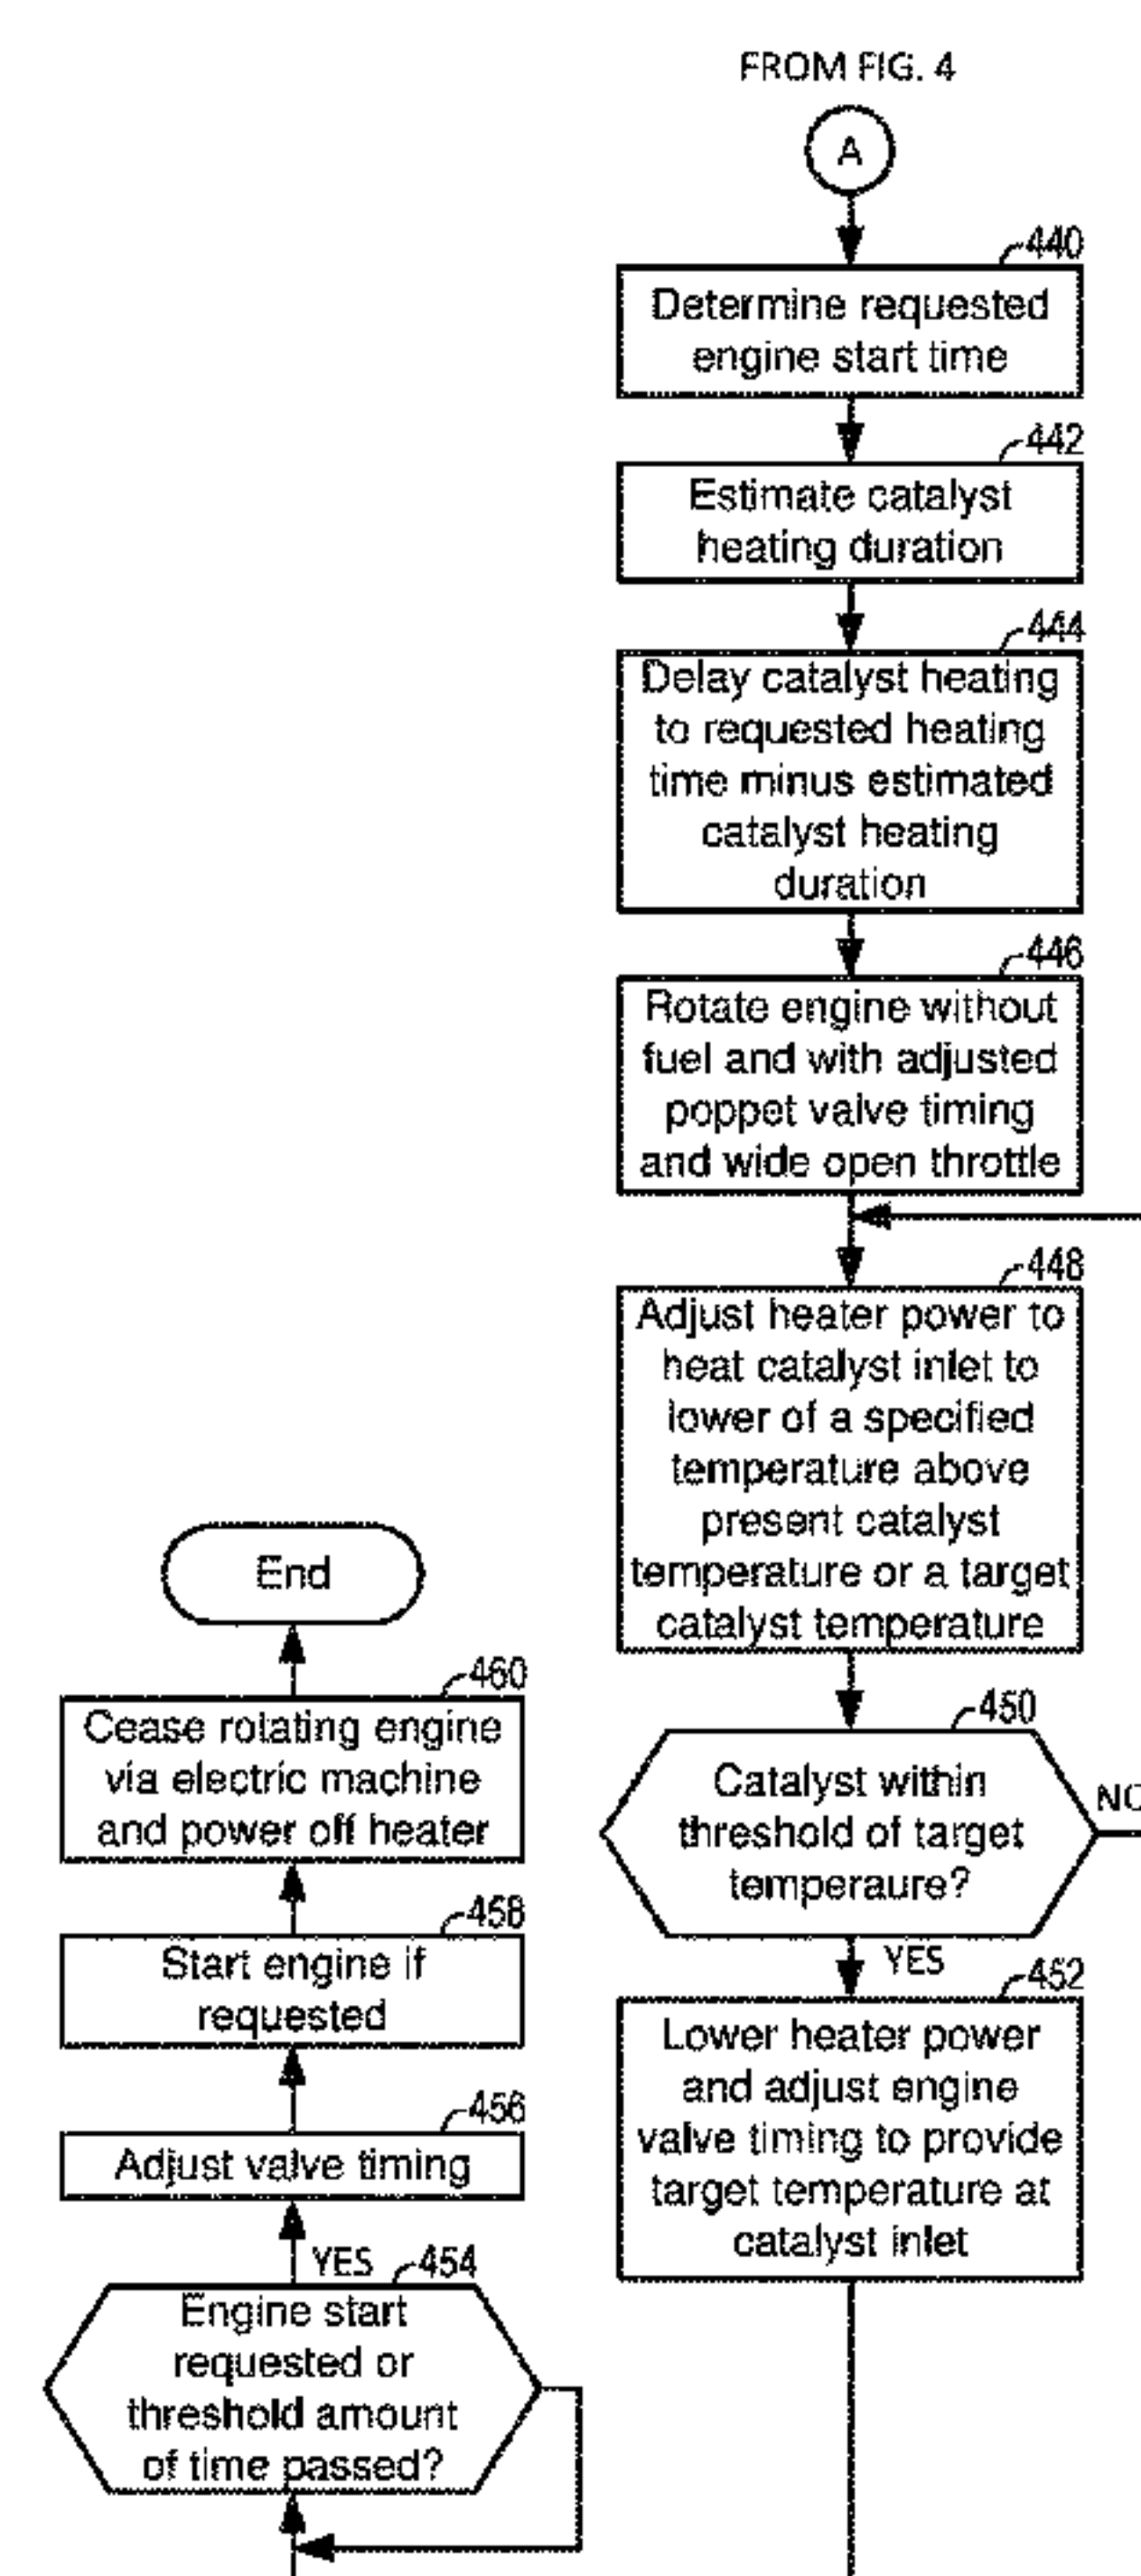 FROM FIG. 4
A
440
Determine requested
engine start time
442
Estimate catalyst
heating duration
444
Delay catalyst heating
to requested heating
time minus estimated
catalyst heating
duration
446
Rotate engine without
fuel and with adjusted
poppet valve timing
and wide open throttle
448
Adjust heater power to
heat catalyst inlet to
lower of a specified
temperature above
present catalyst
temperature or a target
catalyst temperature
450
Catalyst within
threshold of target
temperaure?
NO
YES
452
Lower heater power
and adjust engine
valve timing to provide
target temperature at
catalyst inlet
454
Engine start
requested or
threshold amount
of time passed?
YES
456
Adjust valve timing
458
Start engine if
requested
460
Cease rotating engine
via electric machine
and power off heater
End